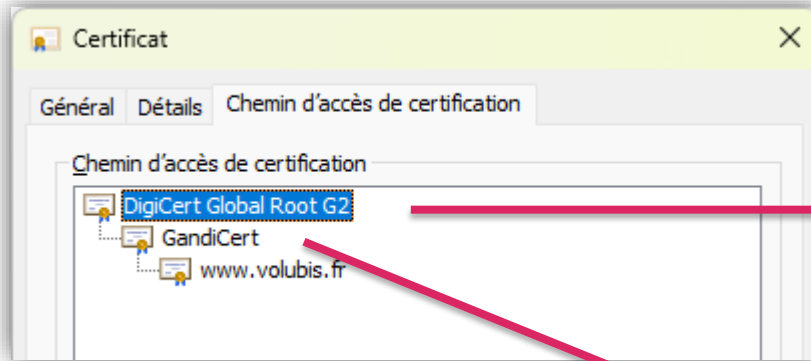 Certificat
Général Détails Chemin d'accès de certification
Chemin d'accès de certification
DigiCert Global Root G2
GandiCert
www.volubis.fr